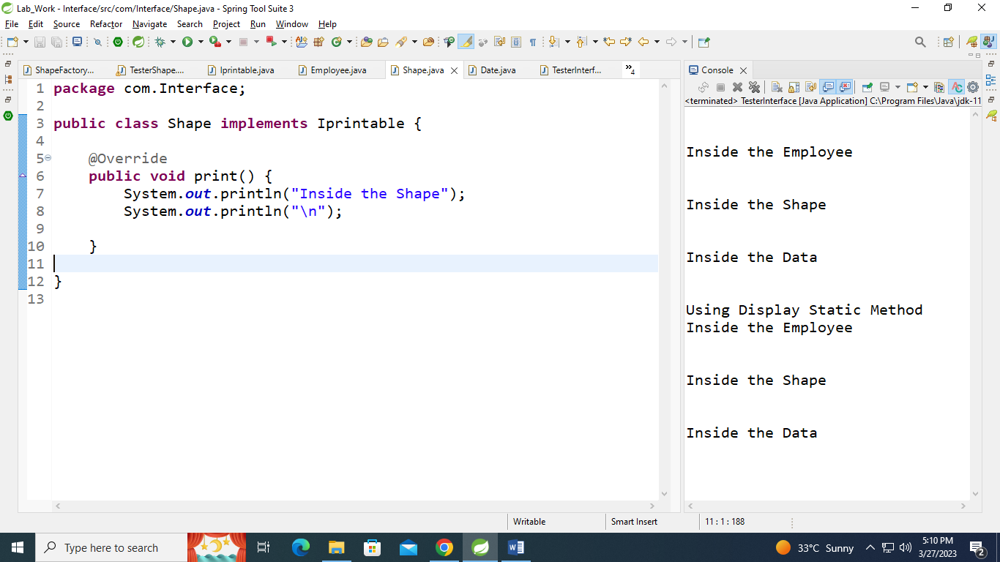 Lab_Work - Interface/src/com/Interface/Shape.java - Spring Tool Suite 3
File Edit Source Refactor Navigate Search Project Run Window Help
ShapeFactory... TesterShape.... Iprintable.java Employee.java Shape.java Date.java TesterInterf... »4
1 package com.Interface;
2
3 public class Shape implements Iprintable {
4
5 @Override
6 public void print() {
7 System.out.println("Inside the Shape");
8 System.out.println("\n");
9
10 }
11
12 }
13
Console
<terminated> TesterInterface [Java Application] C:\Program Files\Java\jdk-11
Inside the Employee
Inside the Shape
Inside the Data
Using Display Static Method
Inside the Employee
Inside the Shape
Inside the Data
Writable Smart Insert 11 : 1 : 188
Type here to search
33°C Sunny
5:10 PM
3/27/2023
2